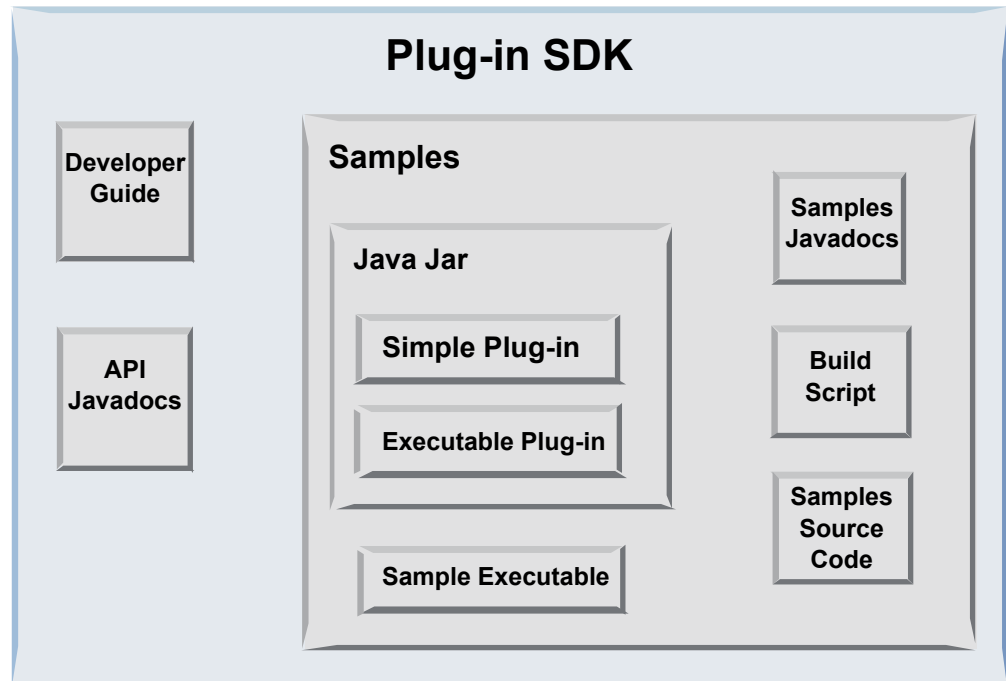 Plug-in SDK
Developer
Guide
API
Javadocs
Samples
Java Jar
Simple Plug-in
Executable Plug-in
Sample Executable
Samples
Javadocs
Build
Script
Samples
Source
Code